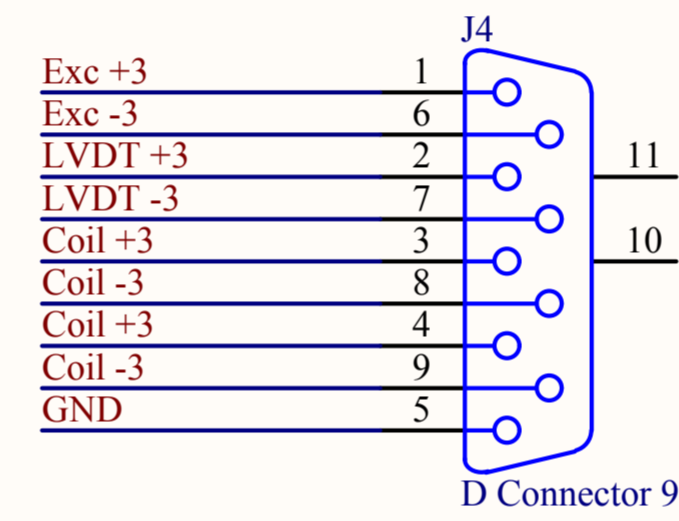 J4
Exc +3 1
Exc -3 6
LVDT +3 2
11
LVDT -3 7
Coil +3 3
10
Coil -3 8
Coil +3 4
Coil -3 9
GND 5
D Connector 9